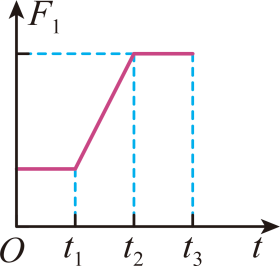 F₁
O t₁ t₂ t₃ t